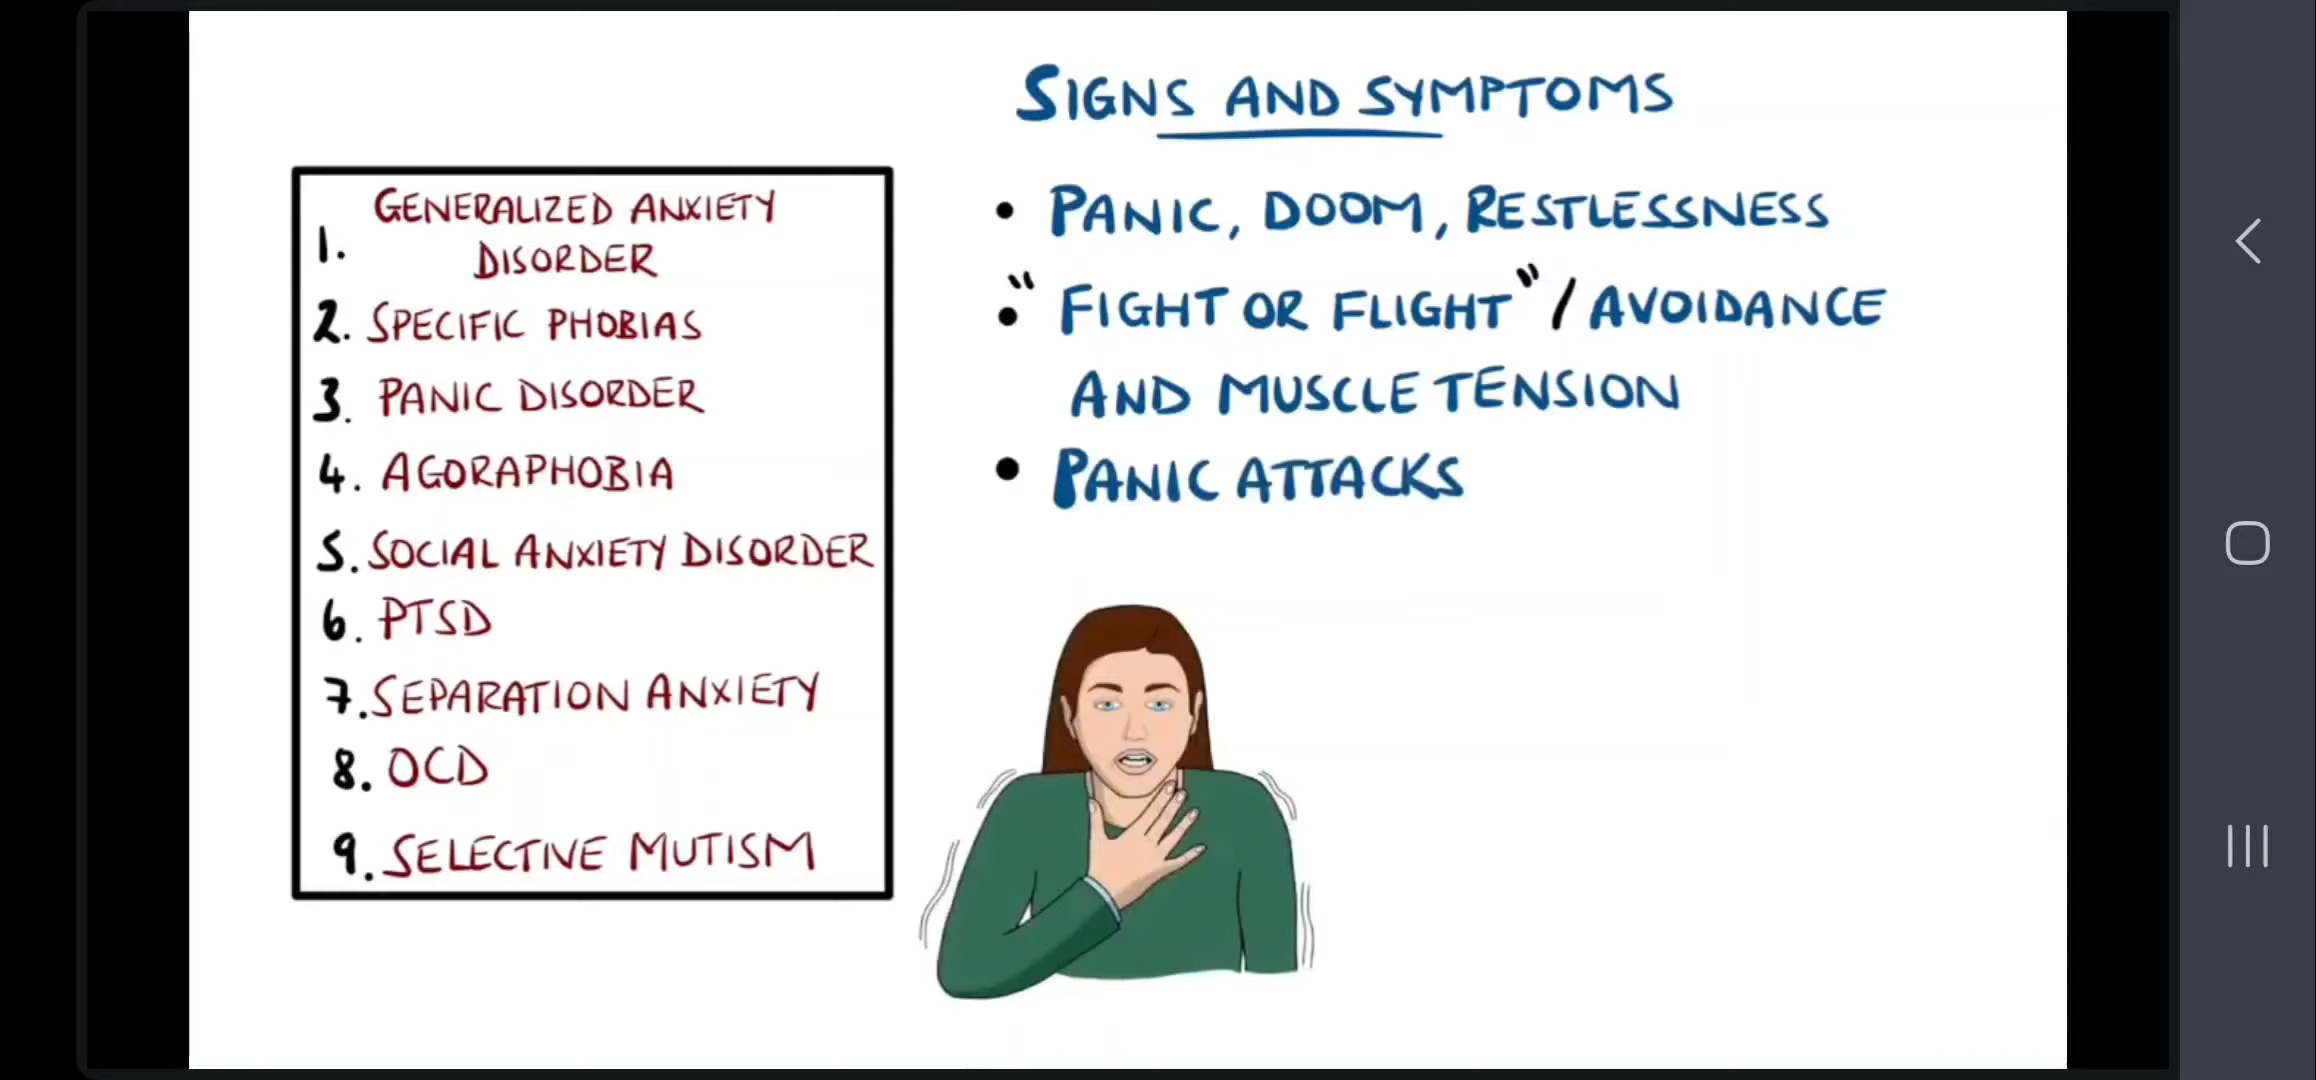 SIGNS AND SYMPTOMS
1. GENERALIZED ANXIETY
DISORDER
2. SPECIFIC PHOBIAS
3. PANIC DISORDER
4. AGORAPHOBIA
5. SOCIAL ANXIETY DISORDER
6. PTSD
7. SEPARATION ANXIETY
8. OCD
9. SELECTIVE MUTISM
• PANIC, DOOM, RESTLESSNESS
• "FIGHT OR FLIGHT" / AVOIDANCE
AND MUSCLE TENSION
• PANIC ATTACKS